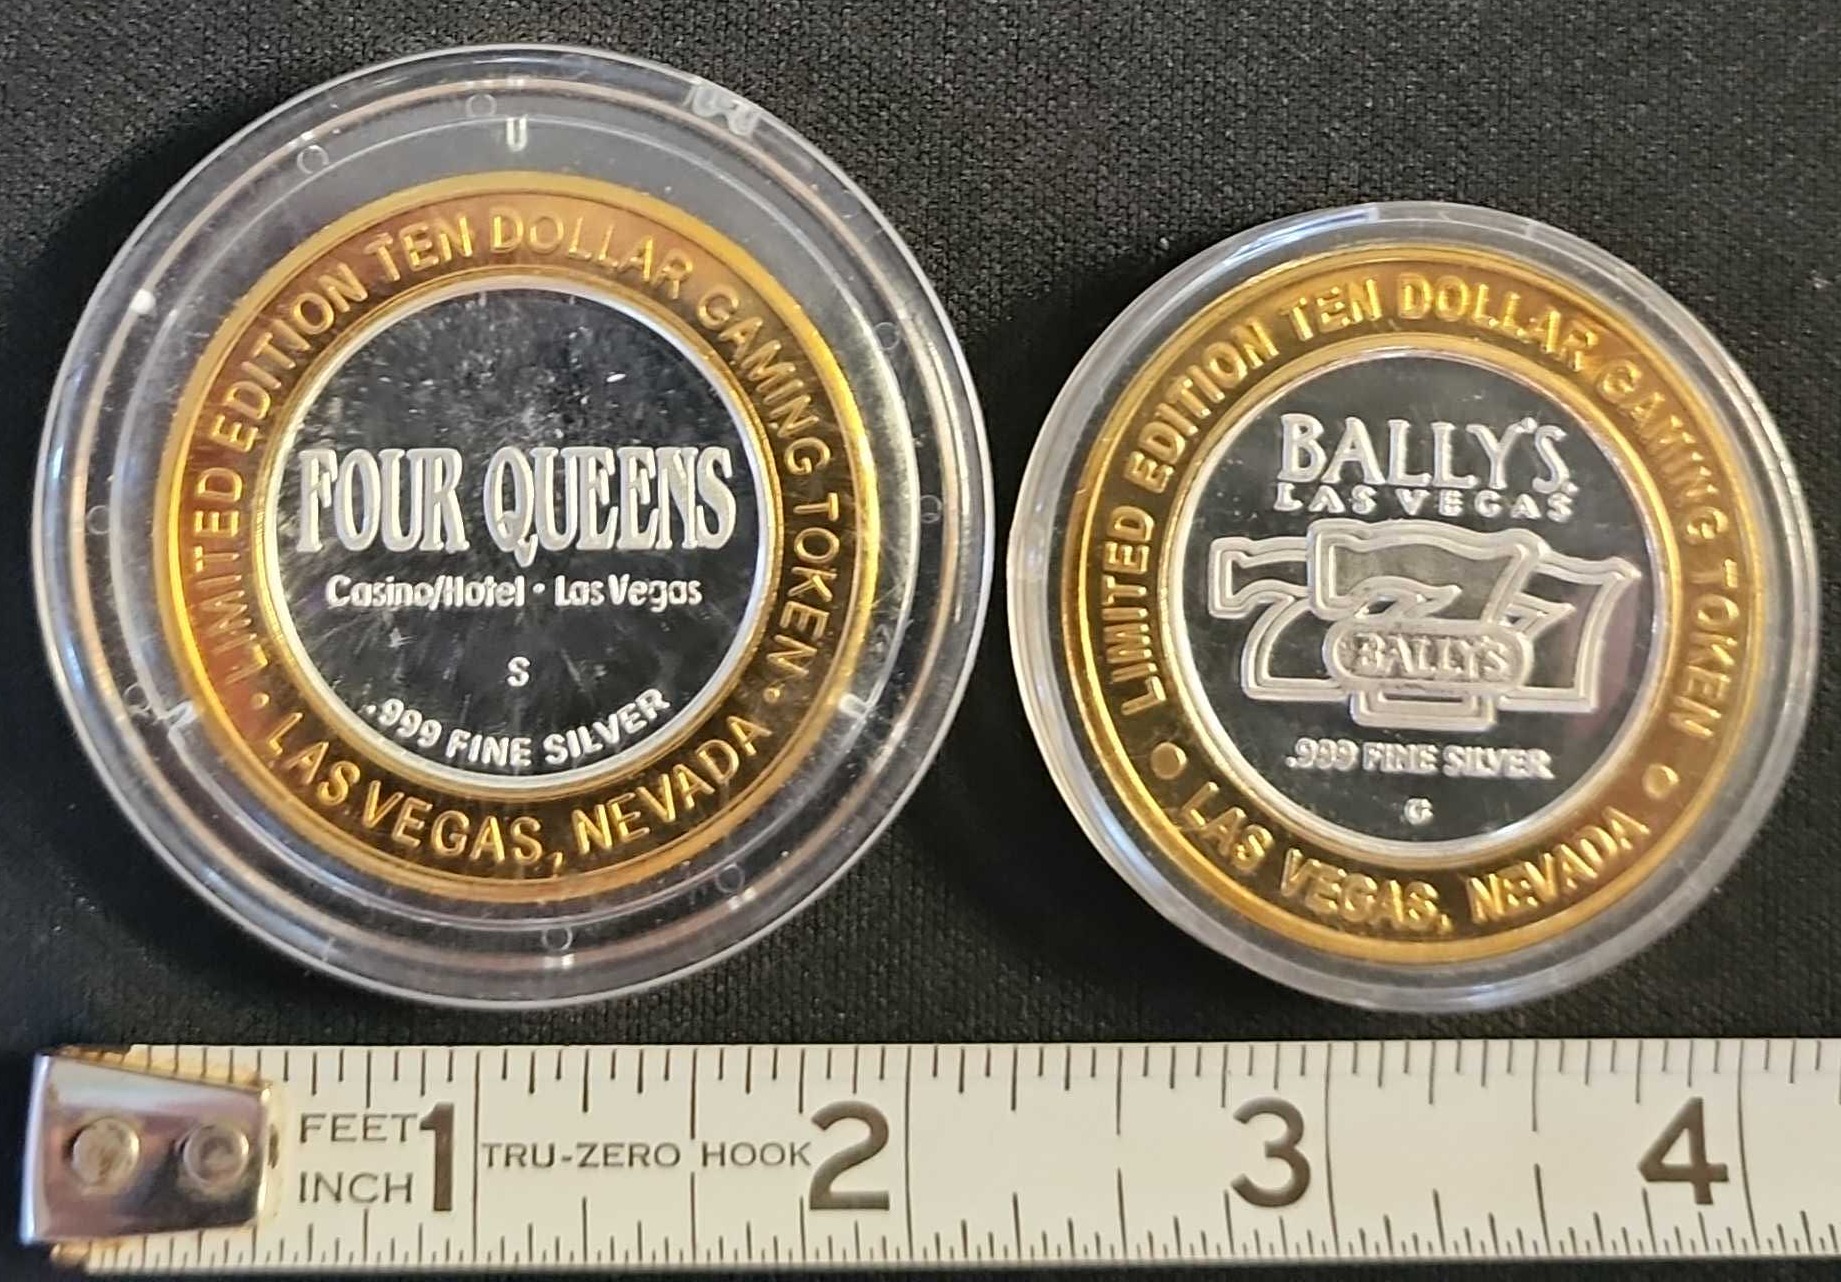 LIMITED EDITION TEN DOLLAR GAMING TOKEN
FOUR QUEENS
Casino/Hotel • Las Vegas
S
.999 FINE SILVER
• LAS VEGAS, NEVADA •
LIMITED EDITION TEN DOLLAR GAMING TOKEN
BALLY'S
LAS VEGAS
777
BALLY'S
.999 FINE SILVER
G
• LAS VEGAS, NEVADA •
FEET
INCH
1 2 3 4
TRU-ZERO HOOK